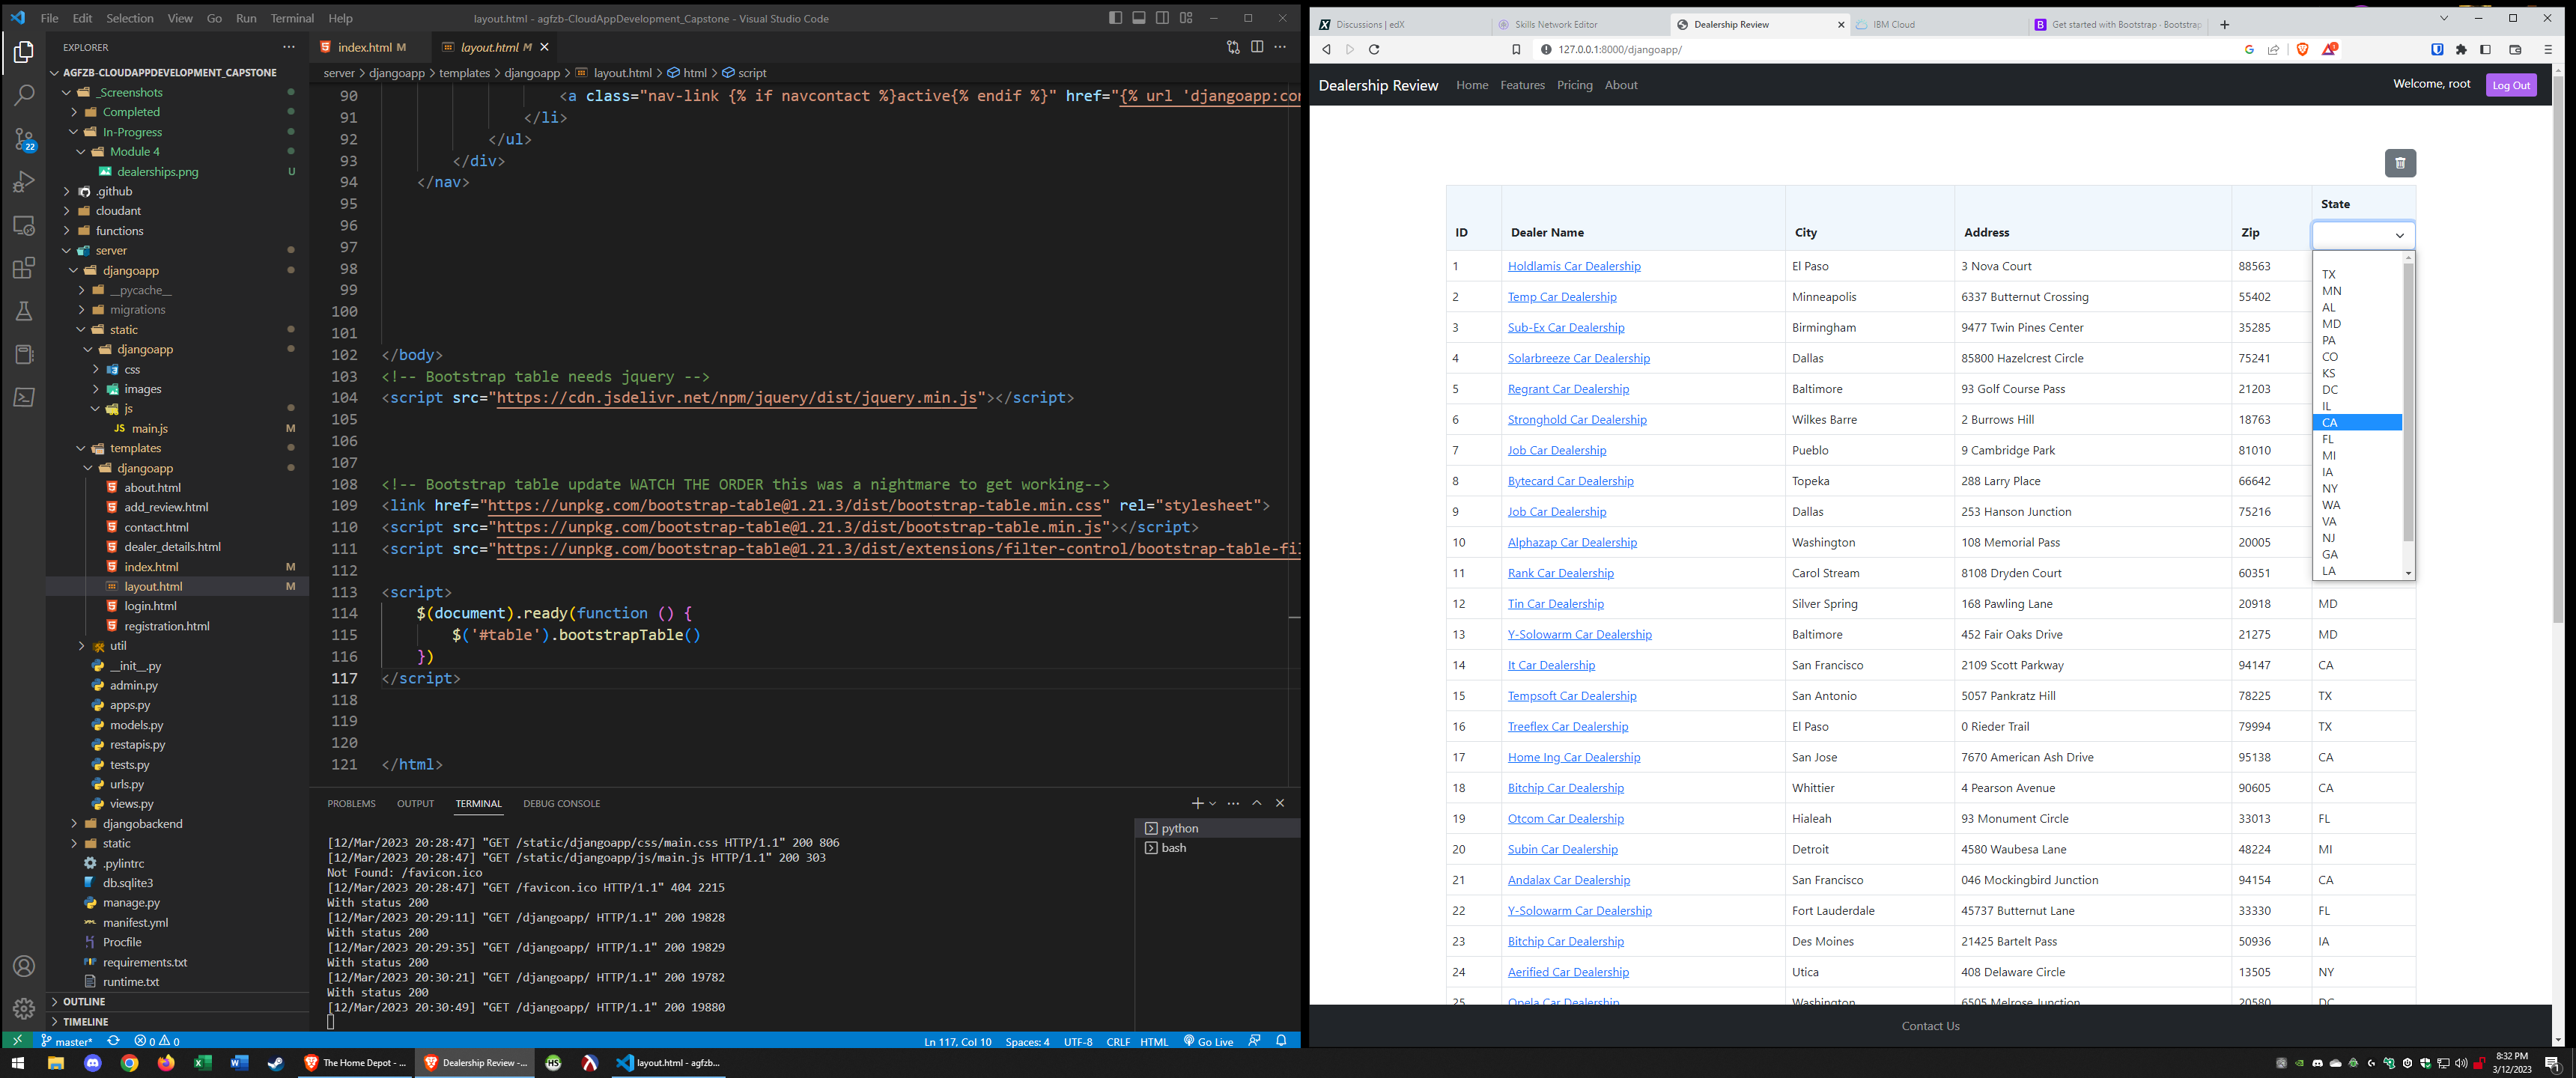 File Edit Selection View Go Run Terminal Help
layout.html - agfzb-CloudAppDevelopment_Capstone - Visual Studio Code
EXPLORER
AGFZB-CLOUDAPPDEVELOPMENT_CAPSTONE
_Screenshots
Completed
In-Progress
Module 4
dealerships.png U
.github
cloudant
functions
server
djangoapp
__pycache__
migrations
static
djangoapp
css
images
js
main.js M
templates
djangoapp
about.html
add_review.html
contact.html
dealer_details.html
index.html M
layout.html M
login.html
registration.html
util
__init__.py
admin.py
apps.py
models.py
restapis.py
tests.py
urls.py
views.py
djangobackend
static
.pylintrc
db.sqlite3
manage.py
manifest.yml
Procfile
requirements.txt
runtime.txt
OUTLINE
TIMELINE
22
index.html M layout.html M
server > djangoapp > templates > djangoapp > layout.html > html > script
90 <a class="nav-link {% if navcontact %}active{% endif %}" href="{% url 'djangoapp:co
91 </li>
92 </ul>
93 </div>
94 </nav>
95
96
97
98
99
100
101
102 </body>
103 <!-- Bootstrap table needs jquery -->
104 <script src="https://cdn.jsdelivr.net/npm/jquery/dist/jquery.min.js"></script>
105
106
107
108 <!-- Bootstrap table update WATCH THE ORDER this was a nightmare to get working-->
109 <link href="https://unpkg.com/bootstrap-table@1.21.3/dist/bootstrap-table.min.css" rel="stylesheet">
110 <script src="https://unpkg.com/bootstrap-table@1.21.3/dist/bootstrap-table.min.js"></script>
111 <script src="https://unpkg.com/bootstrap-table@1.21.3/dist/extensions/filter-control/bootstrap-table-fi
112
113 <script>
114 $(document).ready(function () {
115 $('#table').bootstrapTable()
116 })
117 </script>
118
119
120
121 </html>
PROBLEMS OUTPUT TERMINAL DEBUG CONSOLE
[12/Mar/2023 20:28:47] "GET /static/djangoapp/css/main.css HTTP/1.1" 200 806
[12/Mar/2023 20:28:47] "GET /static/djangoapp/js/main.js HTTP/1.1" 200 303
Not Found: /favicon.ico
[12/Mar/2023 20:28:47] "GET /favicon.ico HTTP/1.1" 404 2215
With status 200
[12/Mar/2023 20:29:11] "GET /djangoapp/ HTTP/1.1" 200 19828
With status 200
[12/Mar/2023 20:29:35] "GET /djangoapp/ HTTP/1.1" 200 19829
With status 200
[12/Mar/2023 20:30:21] "GET /djangoapp/ HTTP/1.1" 200 19782
With status 200
[12/Mar/2023 20:30:49] "GET /djangoapp/ HTTP/1.1" 200 19880
python
bash
master* 0 0 Ln 117, Col 10 Spaces: 4 UTF-8 CRLF HTML Go Live
Discussions | edX Skills Network Editor Dealership Review IBM Cloud Get started with Bootstrap · Bootstrap
127.0.0.1:8000/djangoapp/
Dealership Review Home Features Pricing About Welcome, root Log Out
ID Dealer Name City Address Zip State
TX
MN
AL
MD
PA
CO
KS
DC
IL
CA
FL
MI
IA
NY
WA
VA
NJ
GA
LA
1 Holdlamis Car Dealership El Paso 3 Nova Court 88563
2 Temp Car Dealership Minneapolis 6337 Butternut Crossing 55402
3 Sub-Ex Car Dealership Birmingham 9477 Twin Pines Center 35285
4 Solarbreeze Car Dealership Dallas 85800 Hazelcrest Circle 75241
5 Regrant Car Dealership Baltimore 93 Golf Course Pass 21203
6 Stronghold Car Dealership Wilkes Barre 2 Burrows Hill 18763
7 Job Car Dealership Pueblo 9 Cambridge Park 81010
8 Bytecard Car Dealership Topeka 288 Larry Place 66642
9 Job Car Dealership Dallas 253 Hanson Junction 75216
10 Alphazap Car Dealership Washington 108 Memorial Pass 20005
11 Rank Car Dealership Carol Stream 8108 Dryden Court 60351
12 Tin Car Dealership Silver Spring 168 Pawling Lane 20918 MD
13 Y-Solowarm Car Dealership Baltimore 452 Fair Oaks Drive 21275 MD
14 It Car Dealership San Francisco 2109 Scott Parkway 94147 CA
15 Tempsoft Car Dealership San Antonio 5057 Pankratz Hill 78225 TX
16 Treeflex Car Dealership El Paso 0 Rieder Trail 79994 TX
17 Home Ing Car Dealership San Jose 7670 American Ash Drive 95138 CA
18 Bitchip Car Dealership Whittier 4 Pearson Avenue 90605 CA
19 Otcom Car Dealership Hialeah 93 Monument Circle 33013 FL
20 Subin Car Dealership Detroit 4580 Waubesa Lane 48224 MI
21 Andalax Car Dealership San Francisco 046 Mockingbird Junction 94154 CA
22 Y-Solowarm Car Dealership Fort Lauderdale 45737 Butternut Lane 33330 FL
23 Bitchip Car Dealership Des Moines 21425 Bartelt Pass 50936 IA
24 Aerified Car Dealership Utica 408 Delaware Circle 13505 NY
25 Opela Car Dealership Washington 6505 Melrose Junction 20580 DC
Contact Us
The Home Depot - ... Dealership Review -... layout.html - agfzb...
8:32 PM
3/12/2023